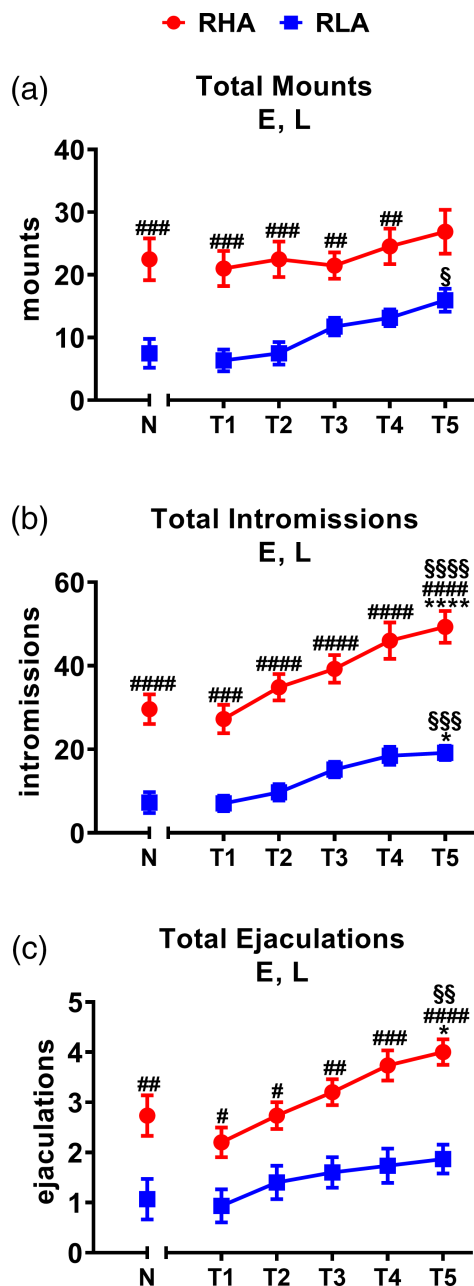 RHA RLA
(a) Total Mounts
E, L
mounts
40
30
20
10
0
### ### ### ## ## §
N T1 T2 T3 T4 T5
(b) Total Intromissions
E, L
intromissions
60
40
20
0
§§§§
####
****
#### ### #### #### ####
§§§
*
N T1 T2 T3 T4 T5
(c) Total Ejaculations
E, L
ejaculations
5
4
3
2
1
0
§§
####
*
## # # ## ###
N T1 T2 T3 T4 T5